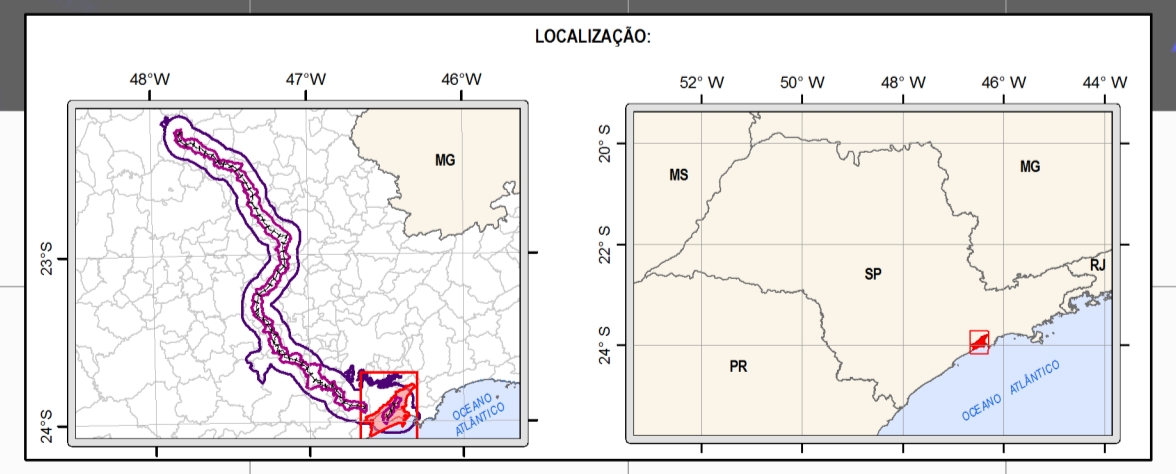 LOCALIZAÇÃO:
48°W 47°W 46°W
MG
23°S
24°S
OCEANO
ATLÂNTICO
52° W 50° W 48° W 46° W 44° W
20° S
MS
MG
22° S
SP
RJ
24° S
PR
OCEANO ATLÂNTICO